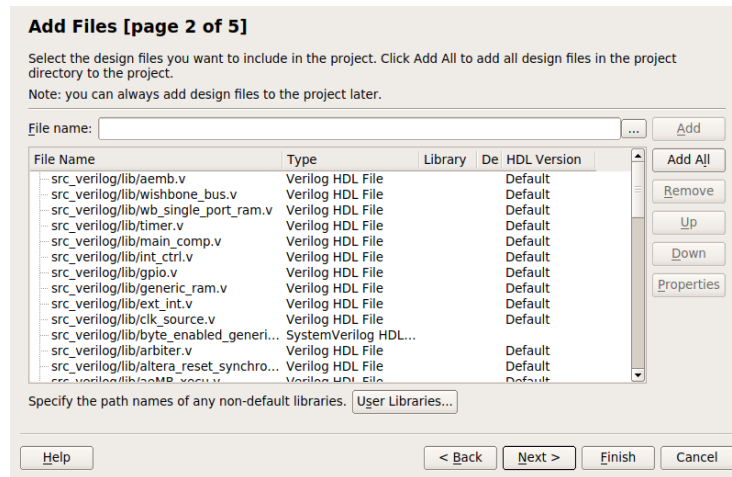 Add Files [page 2 of 5]
Select the design files you want to include in the project. Click Add All to add all design files in the project
directory to the project.
Note: you can always add design files to the project later.
File name: ... Add
File Name Type Library De HDL Version Add All
src_verilog/lib/aemb.v Verilog HDL File Default
src_verilog/lib/wishbone_bus.v Verilog HDL File Default Remove
src_verilog/lib/wb_single_port_ram.v Verilog HDL File Default
src_verilog/lib/timer.v Verilog HDL File Default Up
src_verilog/lib/main_comp.v Verilog HDL File Default
src_verilog/lib/int_ctrl.v Verilog HDL File Default Down
src_verilog/lib/gpio.v Verilog HDL File Default
src_verilog/lib/generic_ram.v Verilog HDL File Default Properties
src_verilog/lib/ext_int.v Verilog HDL File Default
src_verilog/lib/clk_source.v Verilog HDL File Default
src_verilog/lib/byte_enabled_generi... SystemVerilog HDL...
src_verilog/lib/arbiter.v Verilog HDL File Default
src_verilog/lib/altera_reset_synchro... Verilog HDL File Default
src_verilog/lib/aeMB_xecu.v Verilog HDL File Default
Specify the path names of any non-default libraries. User Libraries...
Help < Back Next > Finish Cancel